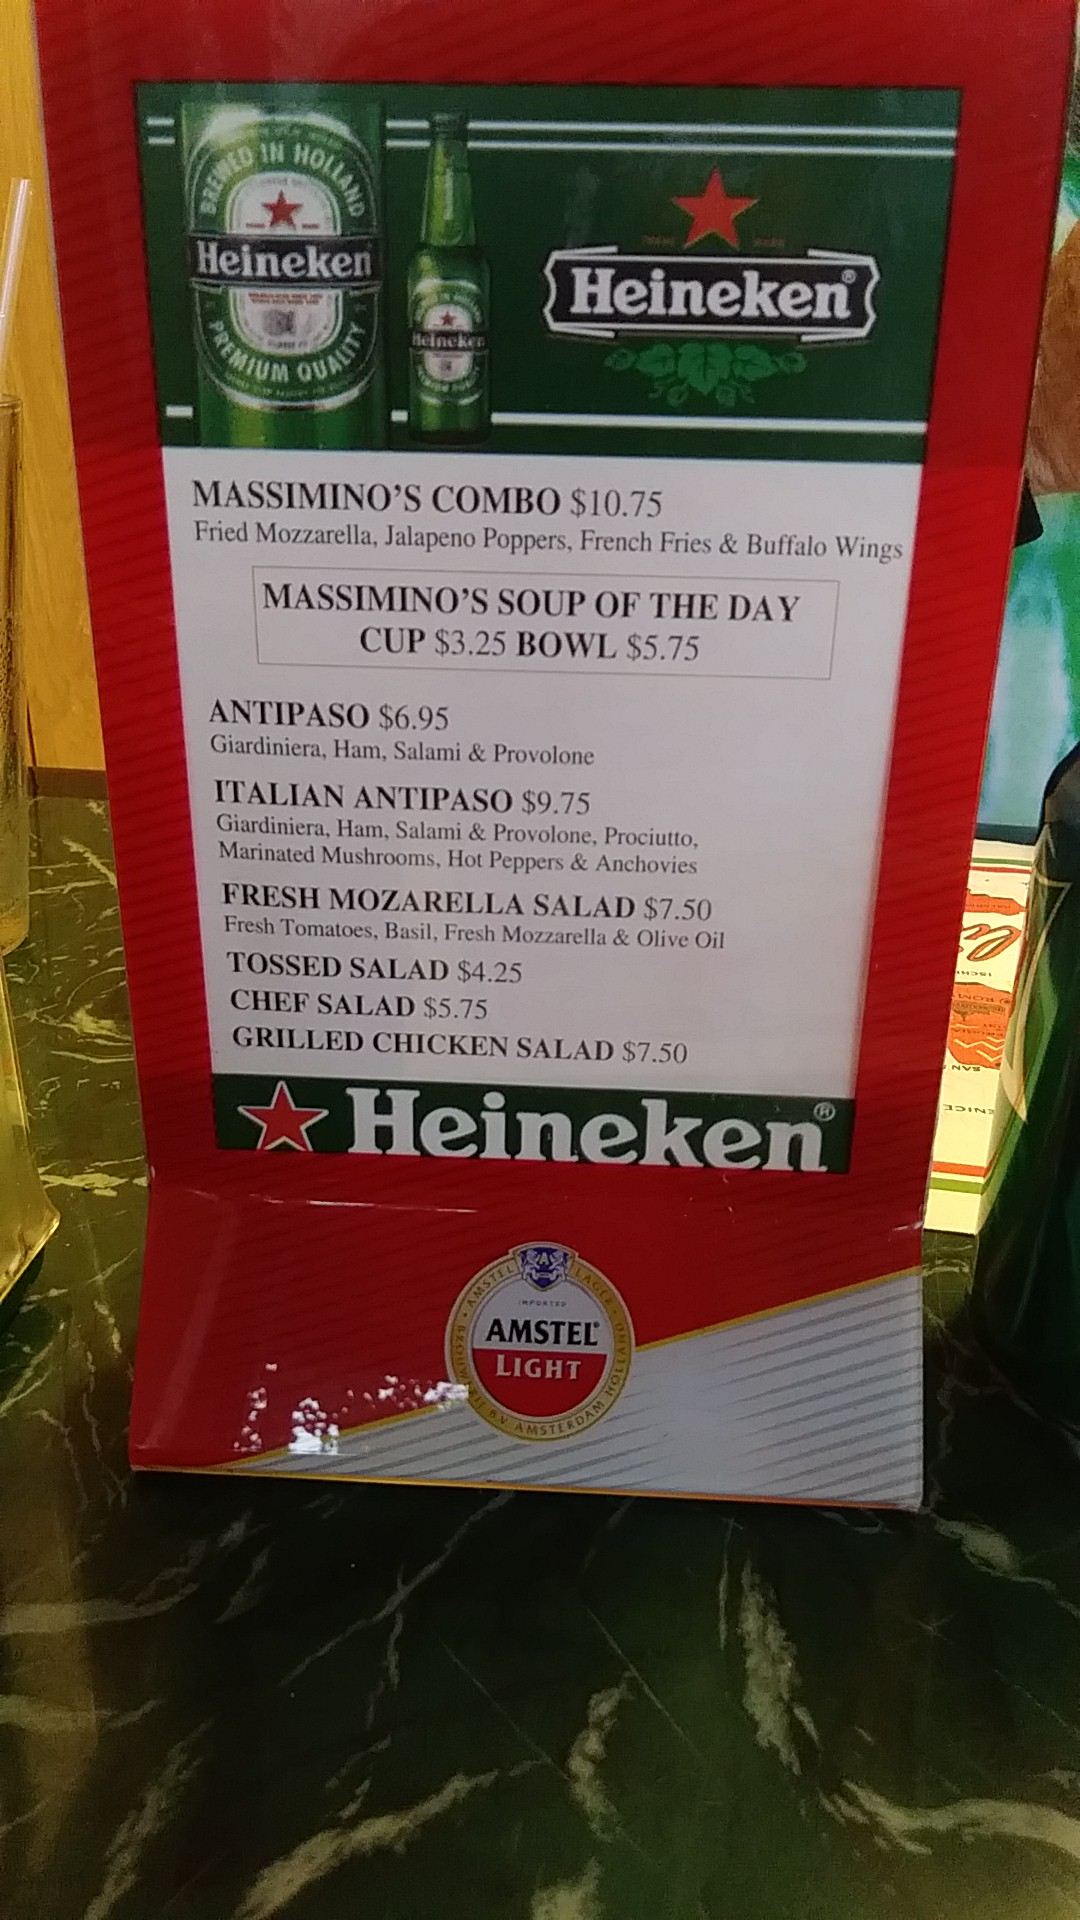 BREWED IN HOLLAND
Heineken
PREMIUM QUALITY
Heineken
Heineken®
MASSIMINO'S COMBO $10.75
Fried Mozzarella, Jalapeno Poppers, French Fries & Buffalo Wings
MASSIMINO'S SOUP OF THE DAY
CUP $3.25 BOWL $5.75
ANTIPASO $6.95
Giardiniera, Ham, Salami & Provolone
ITALIAN ANTIPASO $9.75
Giardiniera, Ham, Salami & Provolone, Prociutto,
Marinated Mushrooms, Hot Peppers & Anchovies
FRESH MOZARELLA SALAD $7.50
Fresh Tomatoes, Basil, Fresh Mozzarella & Olive Oil
TOSSED SALAD $4.25
CHEF SALAD $5.75
GRILLED CHICKEN SALAD $7.50
Heineken®
AMSTEL LAGER
IMPORTED
AMSTEL®
LIGHT
BV AMSTERDAM HOLLAND